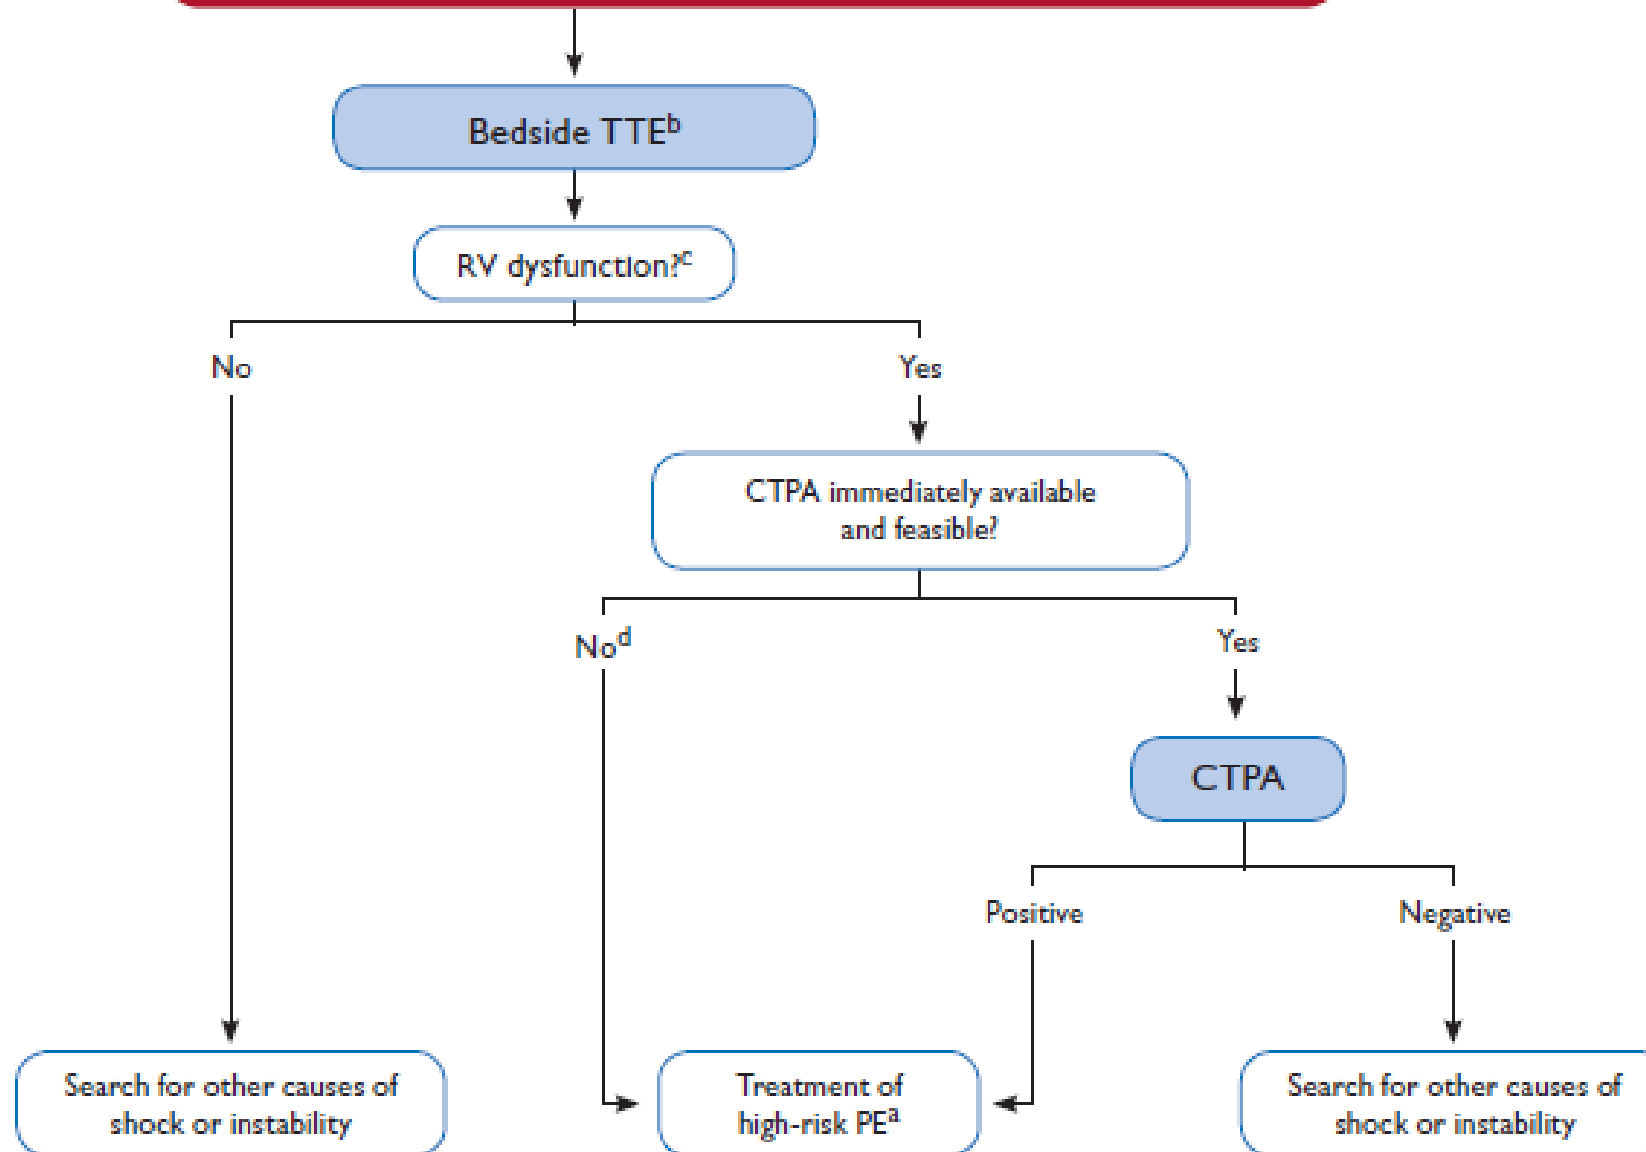 Bedside TTEb
RV dysfunction?c
No
Yes
CTPA immediately available
and feasible?
Nod
Yes
CTPA
Positive
Negative
Search for other causes of
shock or instability
Treatment of
high-risk PEa
Search for other causes of
shock or instability